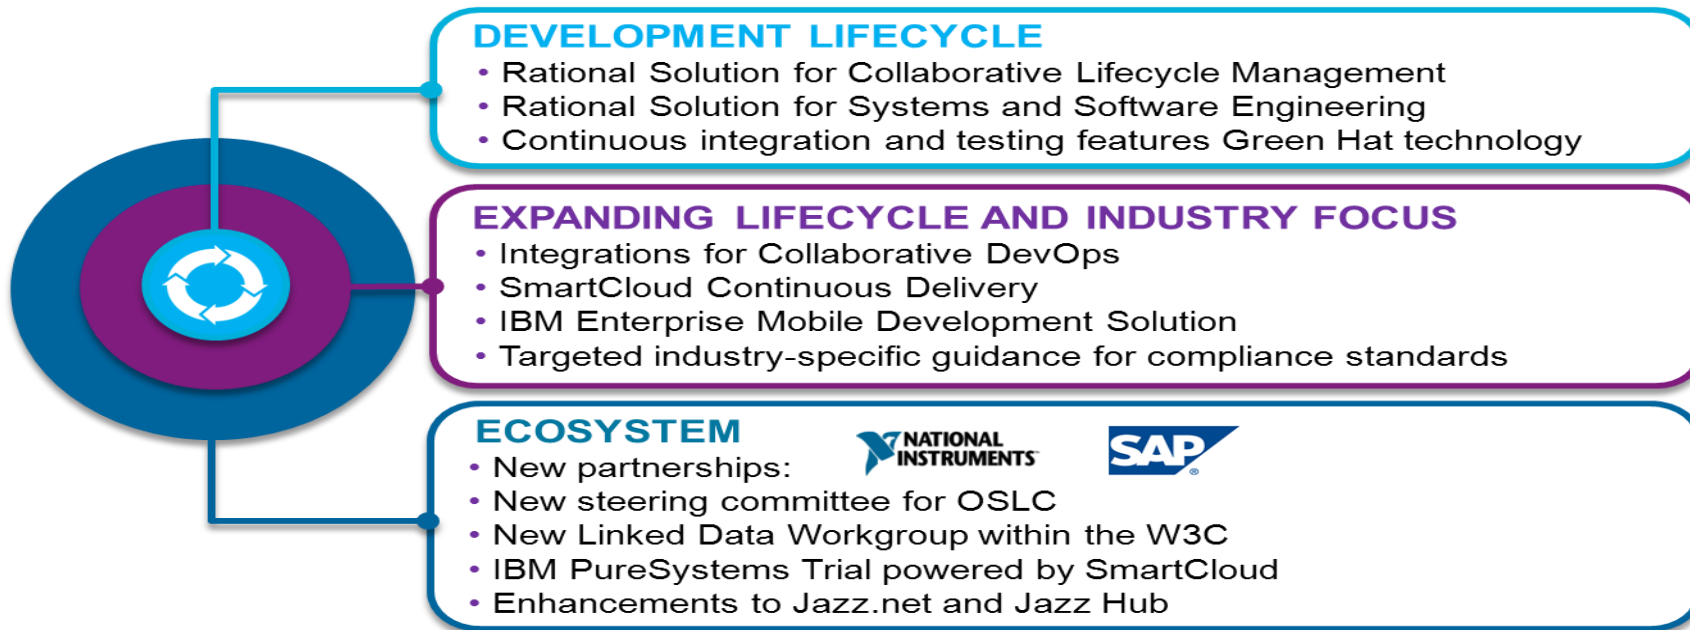 DEVELOPMENT LIFECYCLE
• Rational Solution for Collaborative Lifecycle Management
• Rational Solution for Systems and Software Engineering
• Continuous integration and testing features Green Hat technology
EXPANDING LIFECYCLE AND INDUSTRY FOCUS
• Integrations for Collaborative DevOps
• SmartCloud Continuous Delivery
• IBM Enterprise Mobile Development Solution
• Targeted industry-specific guidance for compliance standards
ECOSYSTEM
• New partnerships:
NATIONAL
INSTRUMENTS™
SAP®
• New steering committee for OSLC
• New Linked Data Workgroup within the W3C
• IBM PureSystems Trial powered by SmartCloud
• Enhancements to Jazz.net and Jazz Hub